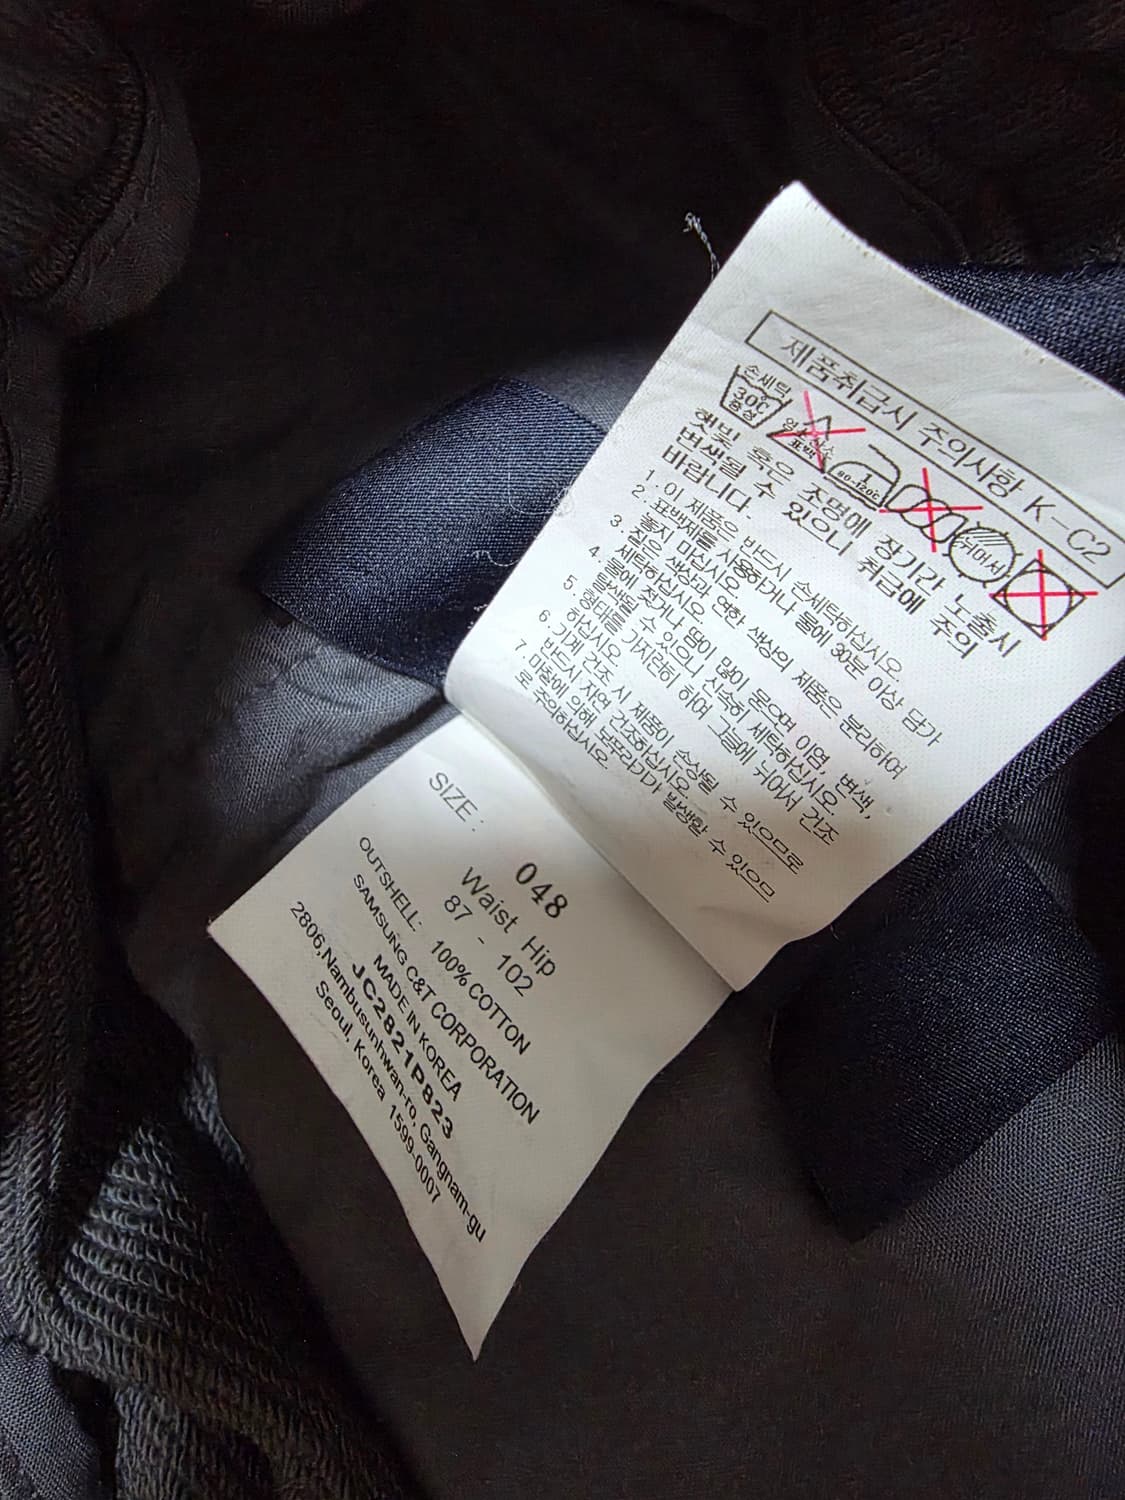 제품취급시 주의사항 K-C2
손세탁
30℃
중성
염소
표백
80-120℃
뉘어서
햇빛 혹은 조명에 장기간 노출시
변색될 수 있으니 취급에 주의
바랍니다.
1. 이 제품은 반드시 손세탁하십시오.
2. 표백제를 사용하거나 물에 30분 이상 담가
놓지 마십시오.
3. 짙은 색상과 연한 색상의 제품은 분리하여
세탁하십시오.
4. 물에 젖거나 땀이 많이 묻으면 이염, 변색,
탈색될 수 있으니 신속히 세탁하십시오.
5. 형태를 가지런히 하여 그늘에 뉘어서 건조
하십시오.
6. 기계 건조 시 제품이 손상될 수 있으므로
반드시 자연 건조하십시오.
7. 마찰에 의해 보푸라기가 발생할 수 있으므
로 주의하십시오.
SIZE :
048
Waist Hip
87 - 102
OUTSHELL: 100% COTTON
SAMSUNG C&T CORPORATION
MADE IN KOREA
JC2821P823
2806,Nambusunhwan-ro, Gangnam-gu
Seoul, Korea 1599-0007